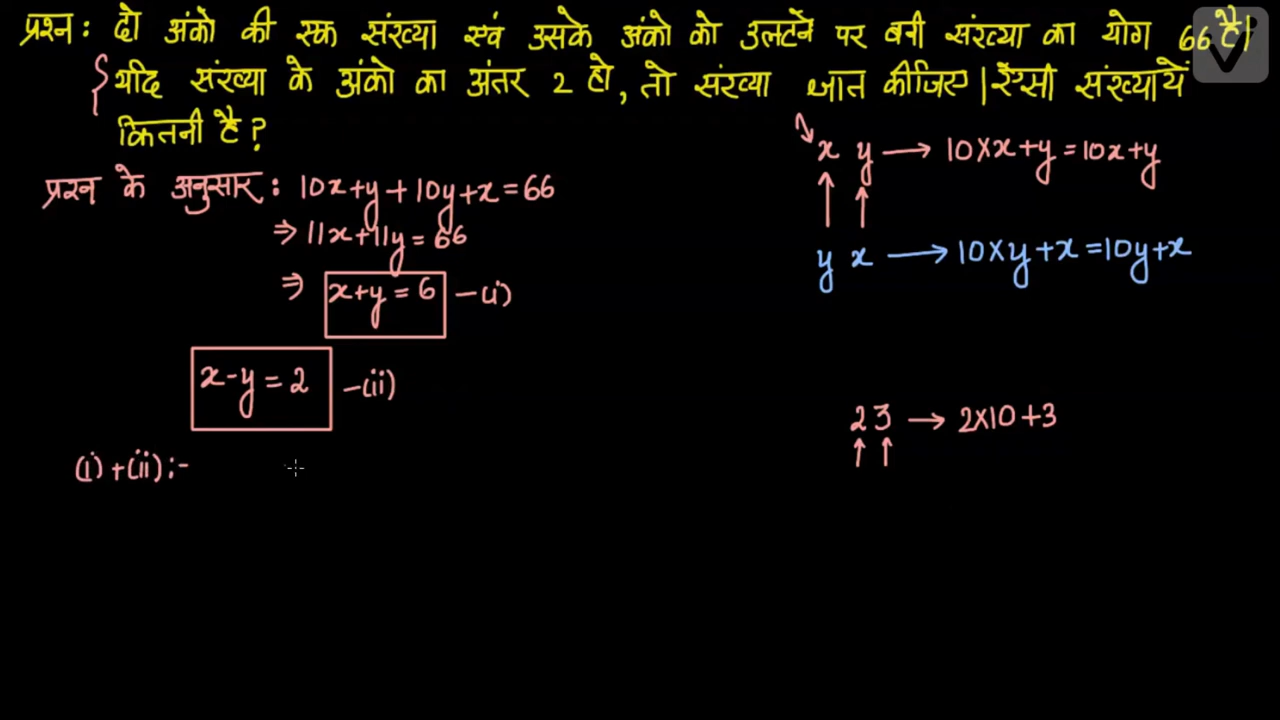 प्रश्न: दो अंको की एक संख्या एवं उसके अंको को उलटने पर बनी संख्या का योग 66 है।
यदि संख्या के अंको का अंतर 2 हो, तो संख्या ज्ञात कीजिए | ऐसी संख्यायें
कितनी है ?
x y → 10×x+y=10x+y
प्रश्न के अनुसार : 10x+y+10y+x=66
⇒ 11x+11y=66
y x → 10×y+x=10y+x
⇒ x+y=6 -(i)
x-y=2 -(ii)
23 → 2×10+3
(i)+(ii):-